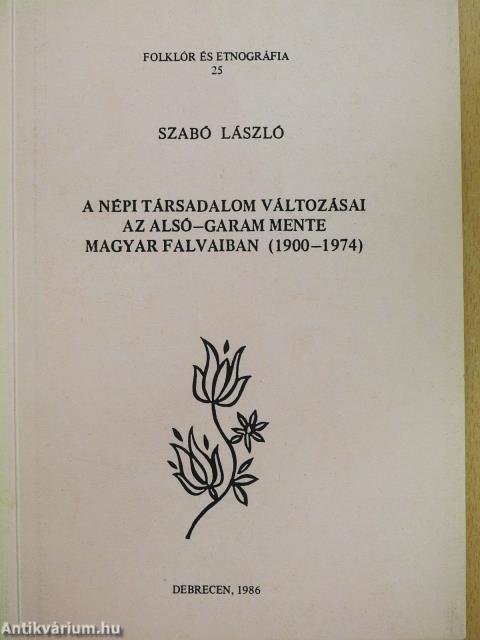 FOLKLÓR ÉS ETNOGRÁFIA
25
SZABÓ LÁSZLÓ
A NÉPI TÁRSADALOM VÁLTOZÁSAI
AZ ALSÓ–GARAM MENTE
MAGYAR FALVAIBAN (1900–1974)
DEBRECEN, 1986
Antikvárium.hu